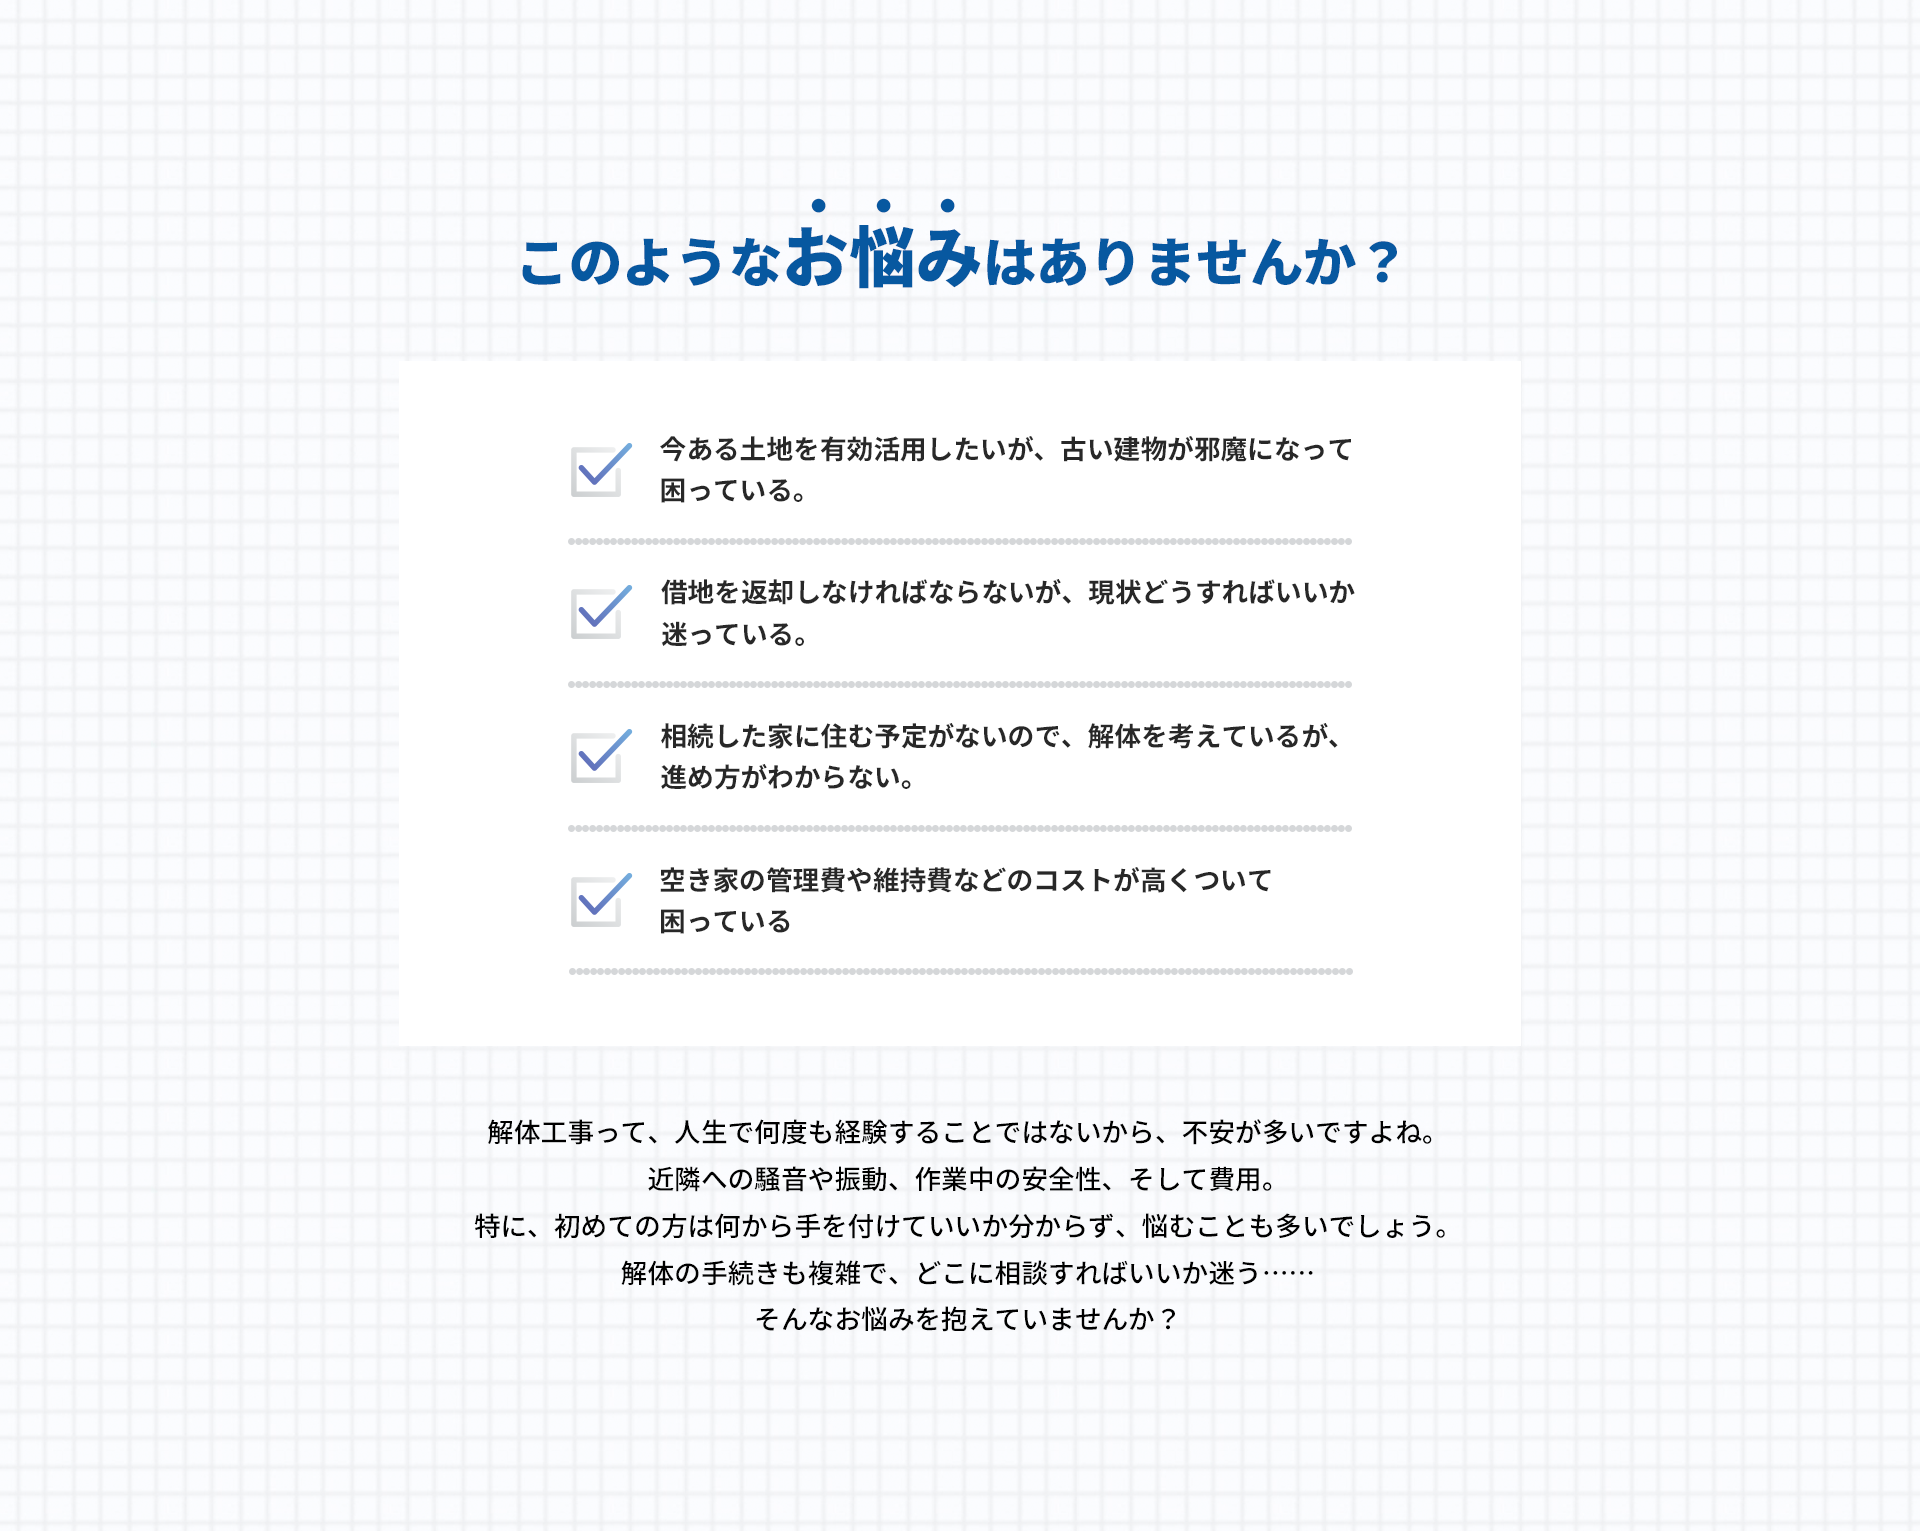 このようなお悩みはありませんか？
今ある土地を有効活用したいが、古い建物が邪魔になって
困っている。
借地を返却しなければならないが、現状どうすればいいか
迷っている。
相続した家に住む予定がないので、解体を考えているが、
進め方がわからない。
空き家の管理費や維持費などのコストが高くついて
困っている
解体工事って、人生で何度も経験することではないから、不安が多いですよね。
近隣への騒音や振動、作業中の安全性、そして費用。
特に、初めての方は何から手を付けていいか分からず、悩むことも多いでしょう。
解体の手続きも複雑で、どこに相談すればいいか迷う……
そんなお悩みを抱えていませんか？